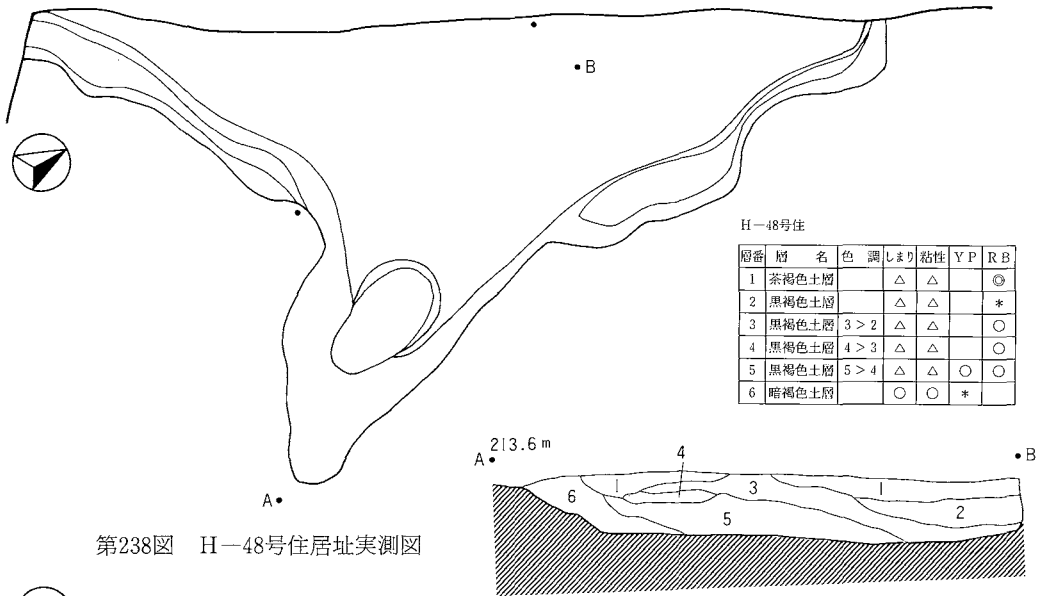 B
H-48号住
層番 層名 色調 しまり 粘性 YP RB
1 茶褐色土層 △ △ ◎
2 黒褐色土層 △ △ *
3 黒褐色土層 3>2 △ △ ○
4 黒褐色土層 4>3 △ △ ○
5 黒褐色土層 5>4 △ △ ○ ○
6 暗褐色土層 ○ ○ *
A
213.6m
A
B
4
1
3
1
6
5
2
第238図 H-48号住居址実測図